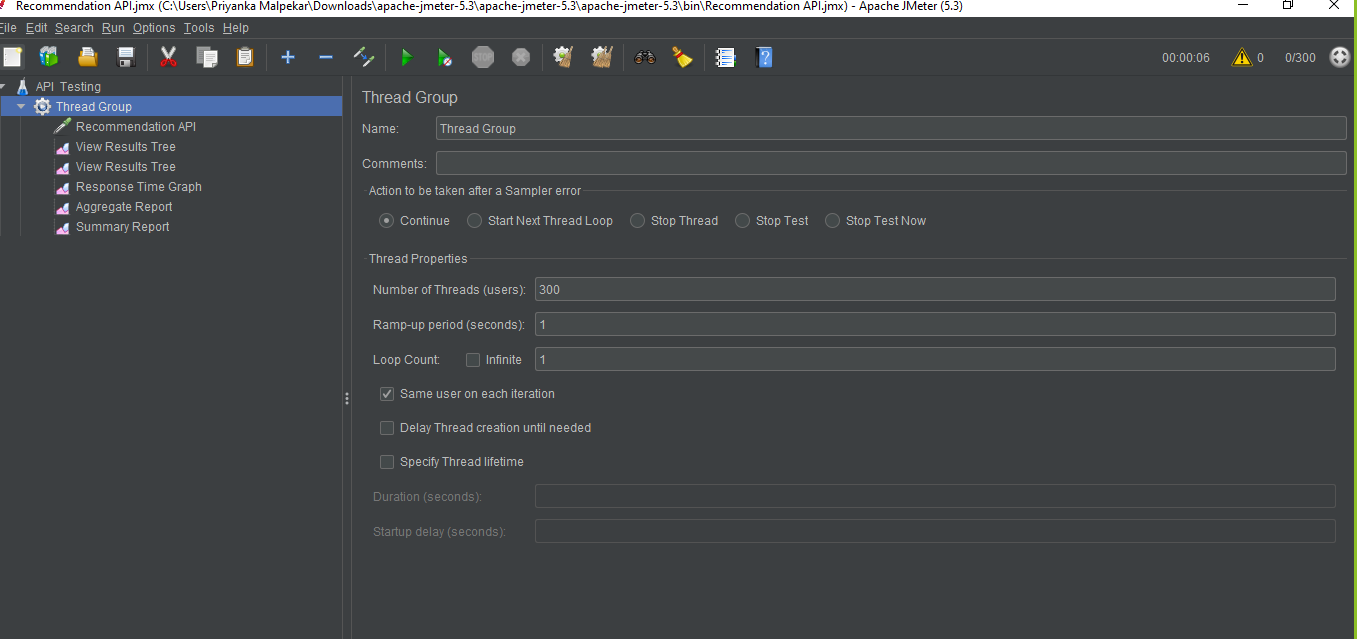 Recommendation API.jmx (C:\Users\Priyanka Malpekar\Downloads\apache-jmeter-5.3\apache-jmeter-5.3\apache-jmeter-5.3\bin\Recommendation API.jmx) - Apache JMeter (5.3)
File Edit Search Run Options Tools Help
STOP 00:00:06 0 0/300
API Testing
Thread Group
Recommendation API
View Results Tree
View Results Tree
Response Time Graph
Aggregate Report
Summary Report
Thread Group
Name: Thread Group
Comments:
Action to be taken after a Sampler error
Continue Start Next Thread Loop Stop Thread Stop Test Stop Test Now
Thread Properties
Number of Threads (users): 300
Ramp-up period (seconds): 1
Loop Count: Infinite 1
Same user on each iteration
Delay Thread creation until needed
Specify Thread lifetime
Duration (seconds):
Startup delay (seconds):